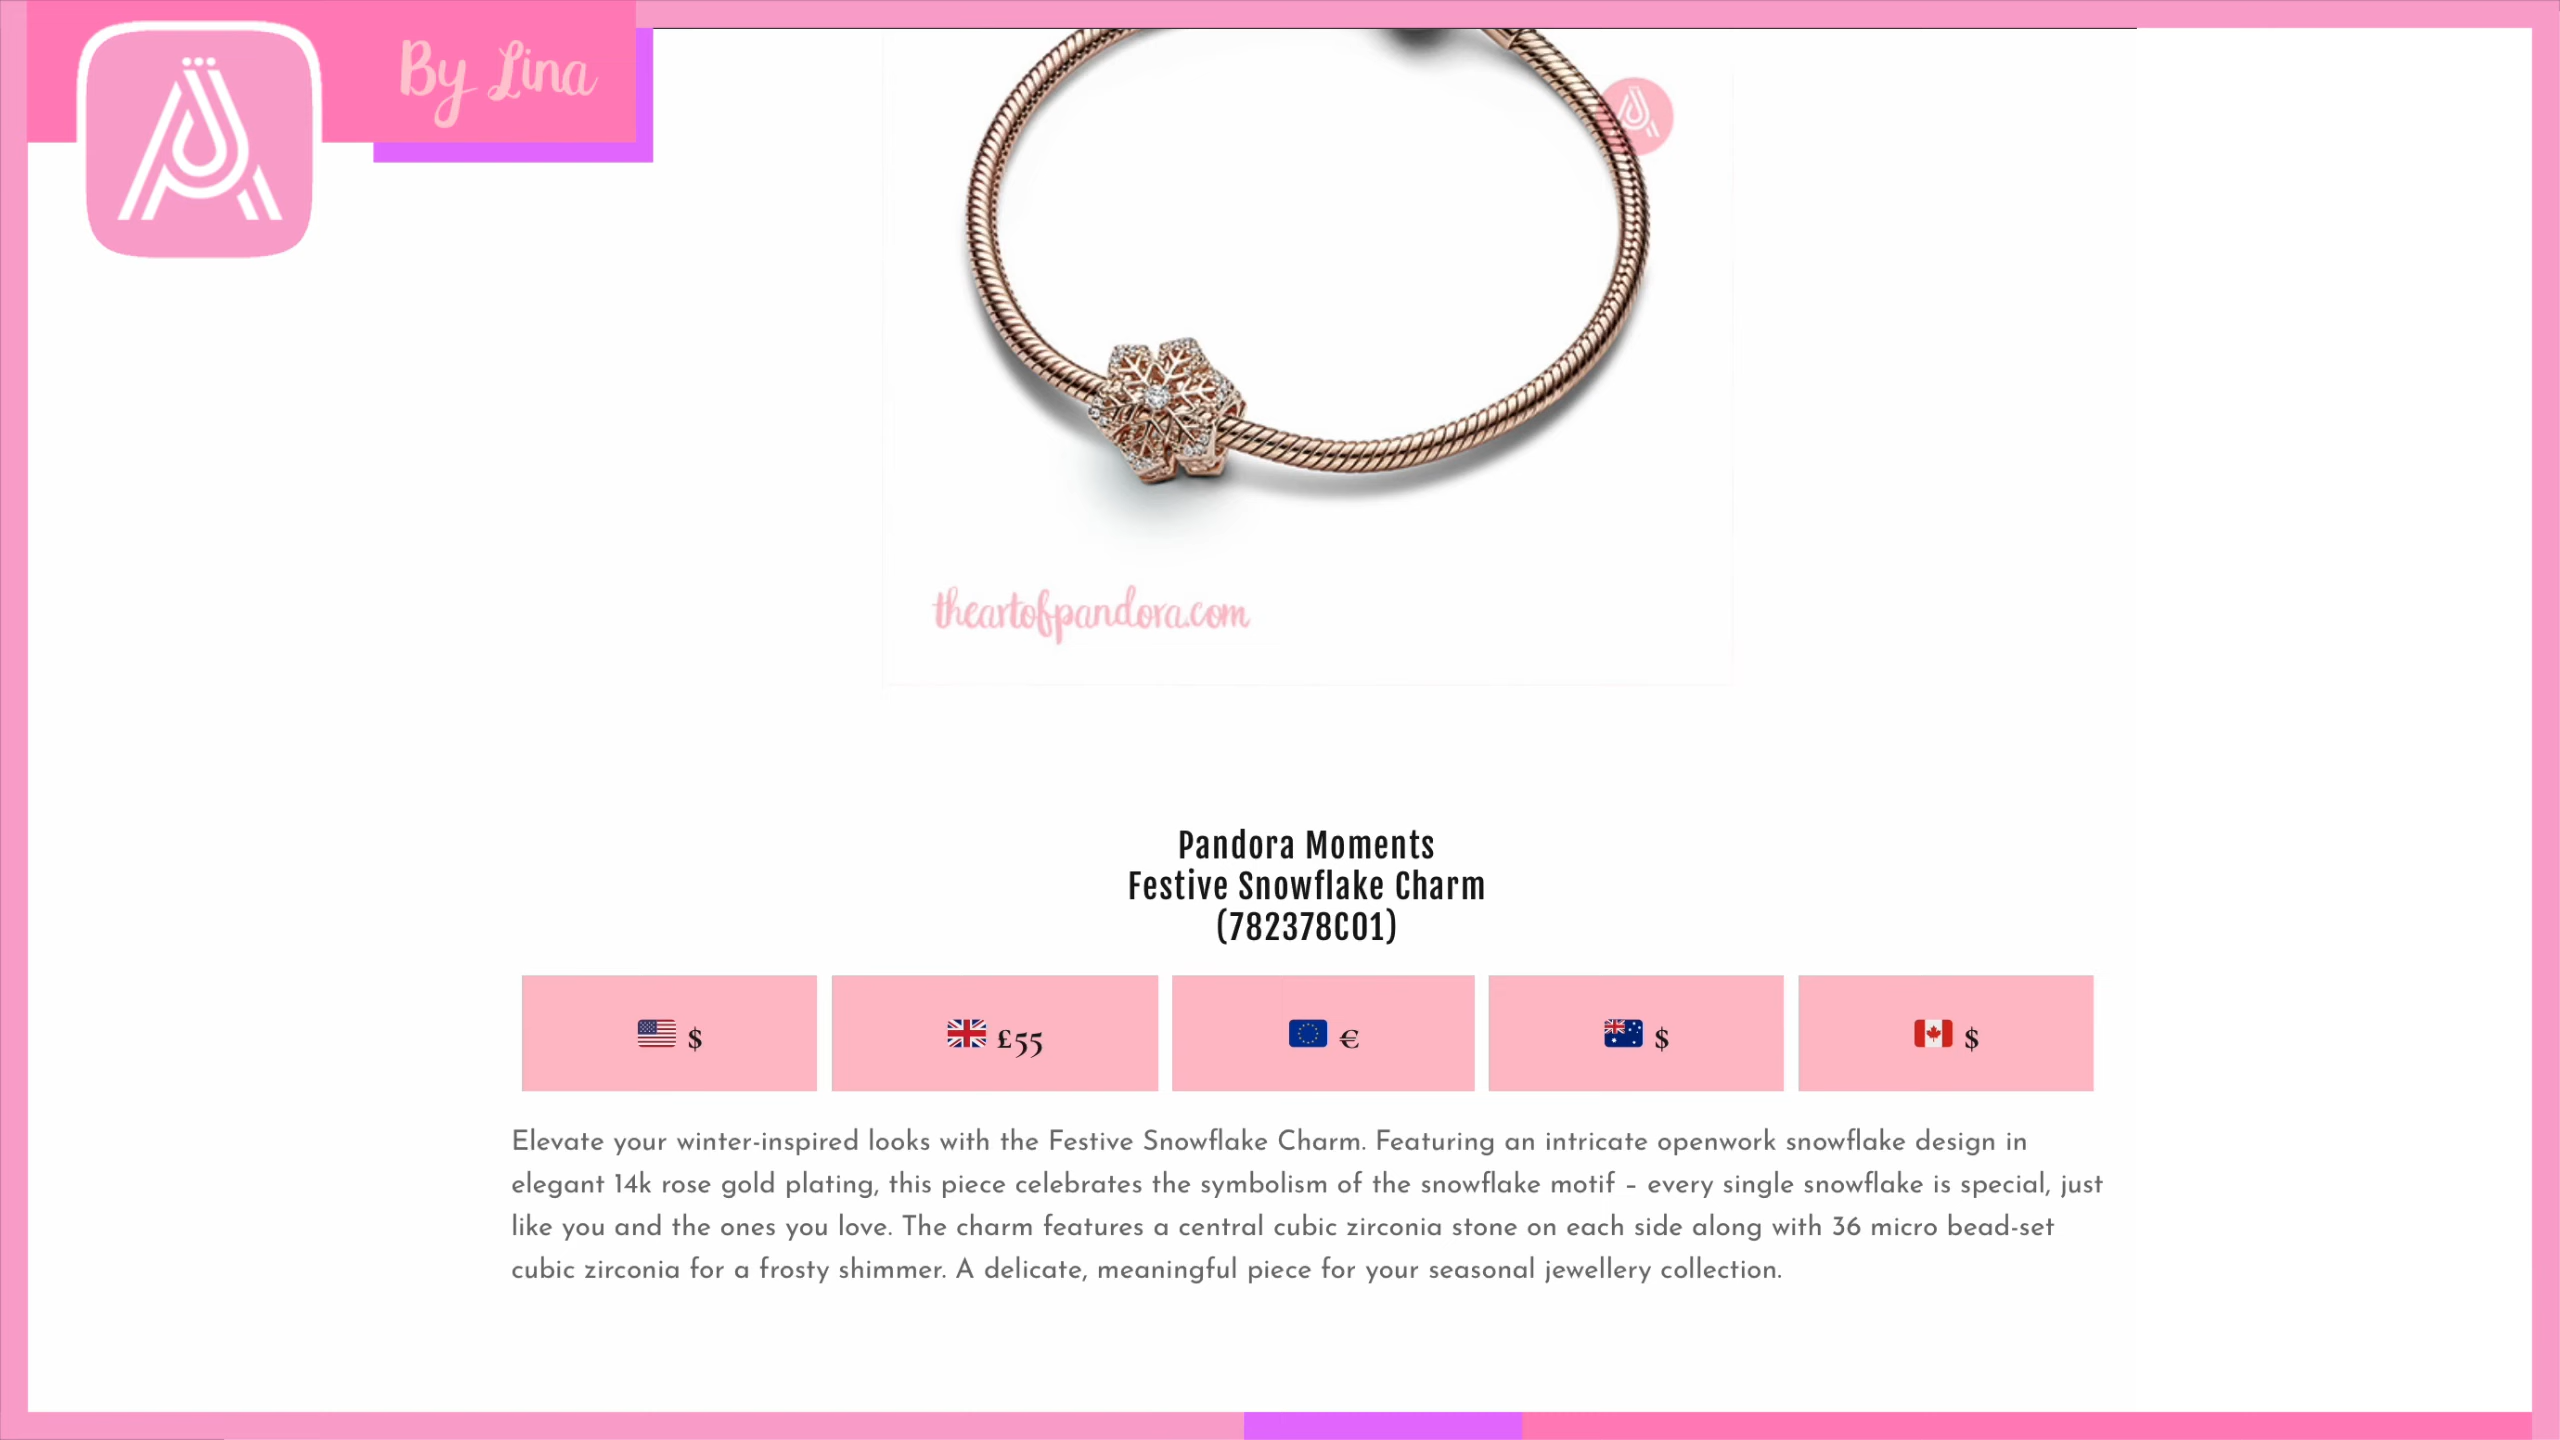 By Lina
theartofpandora.com
Pandora Moments
Festive Snowflake Charm
(782378C01)
$
£55
€
$
$
Elevate your winter-inspired looks with the Festive Snowflake Charm. Featuring an intricate openwork snowflake design in
elegant 14k rose gold plating, this piece celebrates the symbolism of the snowflake motif – every single snowflake is special, just
like you and the ones you love. The charm features a central cubic zirconia stone on each side along with 36 micro bead-set
cubic zirconia for a frosty shimmer. A delicate, meaningful piece for your seasonal jewellery collection.